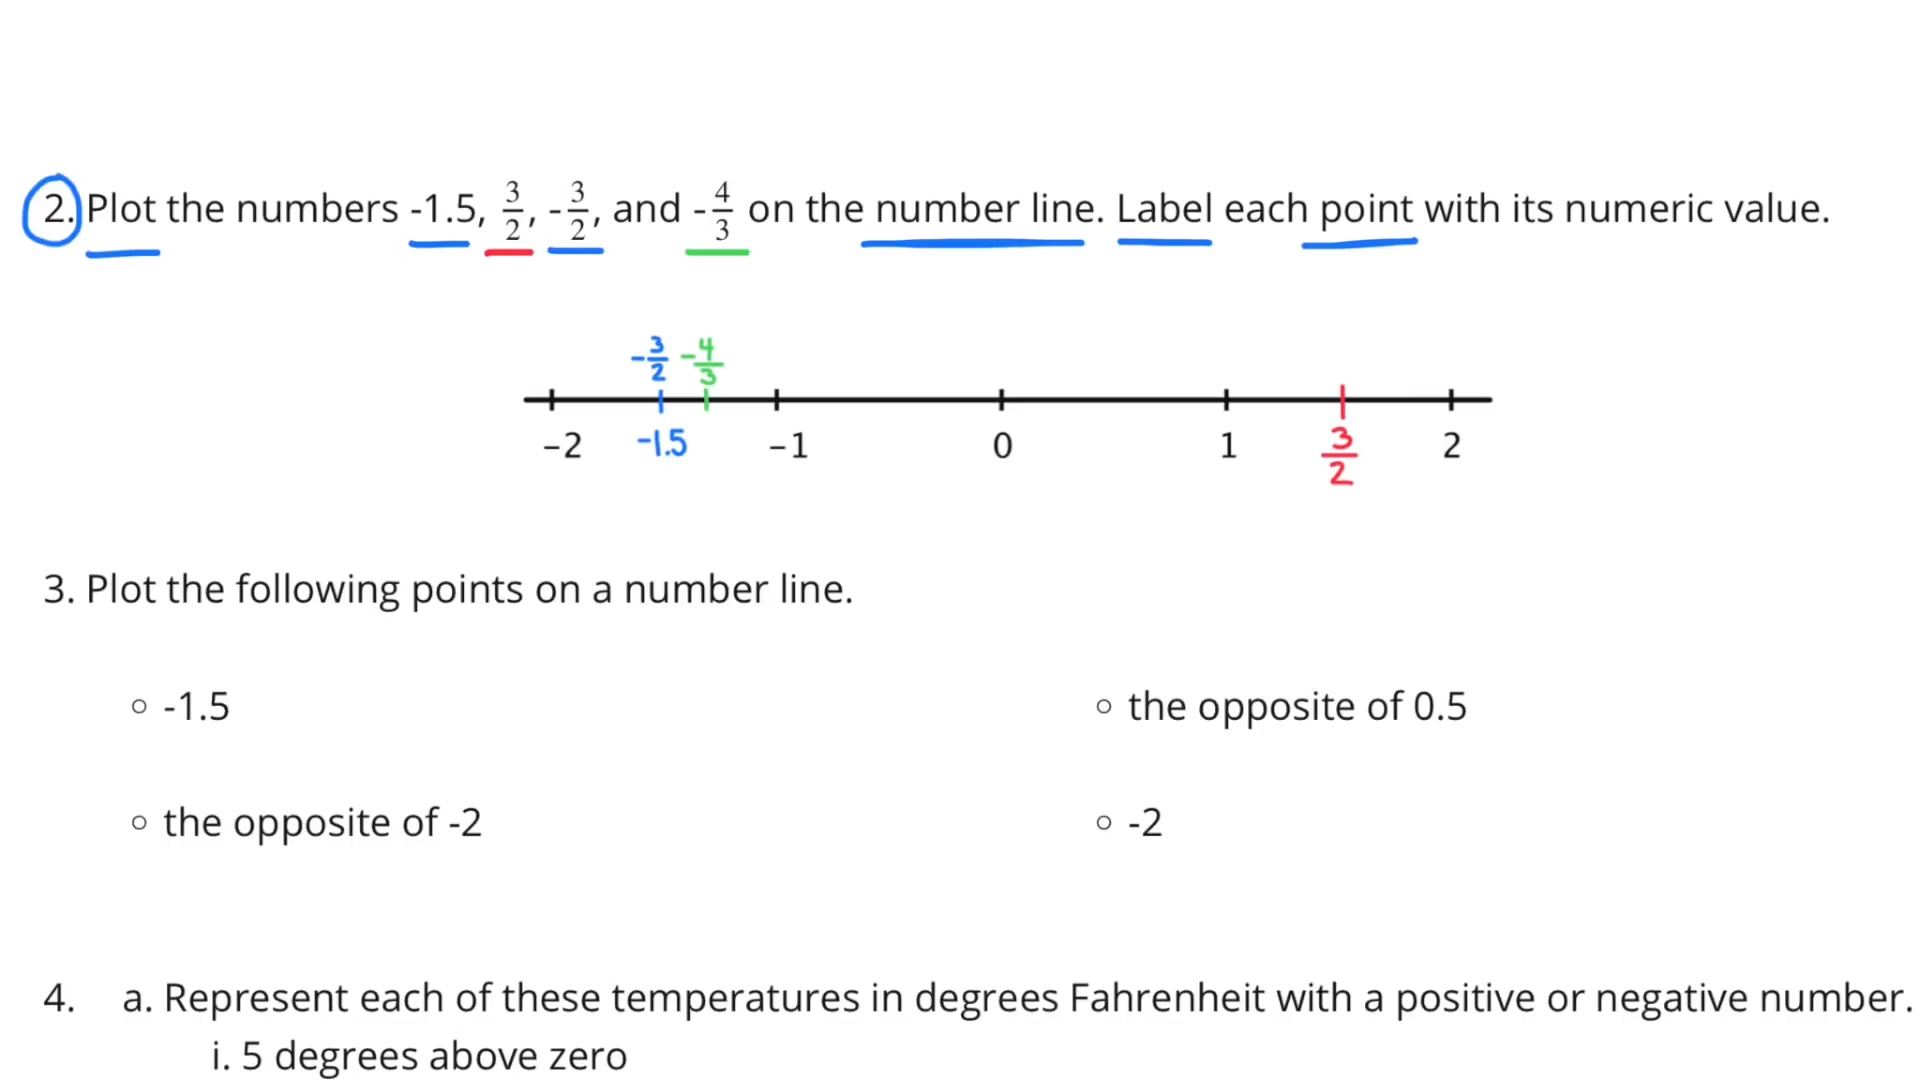 2. Plot the numbers -1.5, 3/2, -3/2, and -4/3 on the number line. Label each point with its numeric value.
-3/2 -4/3
-2 -1.5 -1 0 1 3/2 2
3. Plot the following points on a number line.
-1.5 the opposite of 0.5
the opposite of -2 -2
4. a. Represent each of these temperatures in degrees Fahrenheit with a positive or negative number.
i. 5 degrees above zero